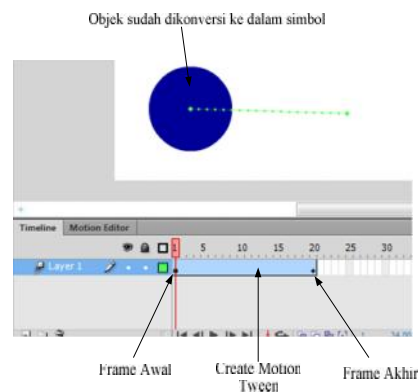 Objek sudah dikonversi ke dalam simbol
Timeline Motion Editor
1 5 10 15 20 25 30
Layer 1
Frame Awal
Create Motion
Tween
Frame Akhir